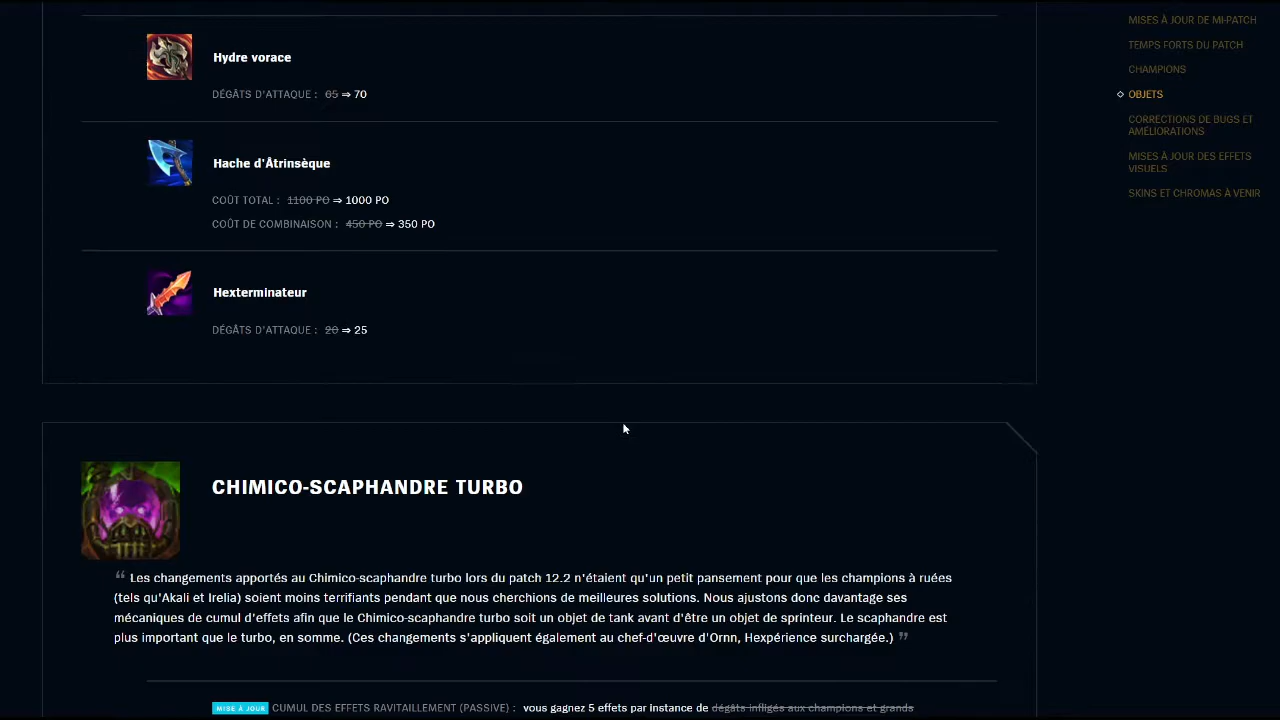 Hydre vorace
DÉGÂTS D'ATTAQUE : 65 ⇒ 70
Hache d'Âtrinsèque
COÛT TOTAL : 1100 PO ⇒ 1000 PO
COÛT DE COMBINAISON : 450 PO ⇒ 350 PO
Hexterminateur
DÉGÂTS D'ATTAQUE : 20 ⇒ 25
CHIMICO-SCAPHANDRE TURBO
” Les changements apportés au Chimico-scaphandre turbo lors du patch 12.2 n'étaient qu'un petit pansement pour que les champions à ruées
(tels qu'Akali et Irelia) soient moins terrifiants pendant que nous cherchions de meilleures solutions. Nous ajustons donc davantage ses
mécaniques de cumul d'effets afin que le Chimico-scaphandre turbo soit un objet de tank avant d'être un objet de sprinteur. Le scaphandre est
plus important que le turbo, en somme. (Ces changements s'appliquent également au chef-d'œuvre d'Ornn, Hexpérience surchargée.) ”
MISE À JOUR CUMUL DES EFFETS RAVITAILLEMENT (PASSIVE) : vous gagnez 5 effets par instance de dégâts infligés aux champions et grands
MISES À JOUR DE MI-PATCH
TEMPS FORTS DU PATCH
CHAMPIONS
OBJETS
CORRECTIONS DE BUGS ET
AMÉLIORATIONS
MISES À JOUR DES EFFETS
VISUELS
SKINS ET CHROMAS À VENIR